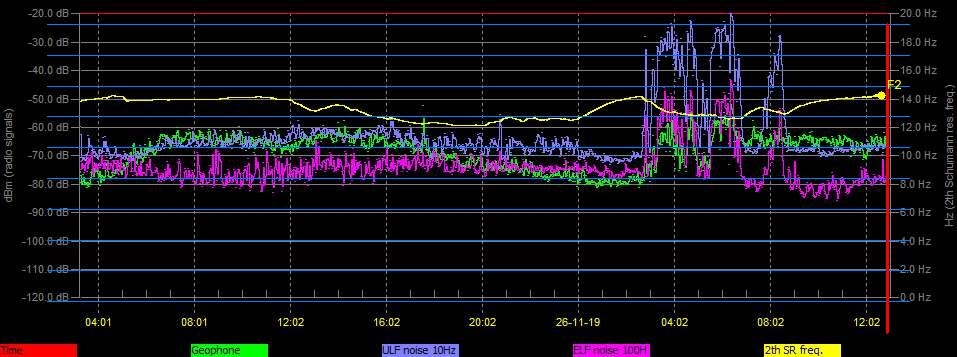 -20.0 dB 20.0 Hz
-30.0 dB 18.0 Hz
-40.0 dB 16.0 Hz
F2
-50.0 dB 14.0 Hz
-60.0 dB 12.0 Hz
-70.0 dB 10.0 Hz
-80.0 dB 8.0 Hz
-90.0 dB 6.0 Hz
-100.0 dB 4.0 Hz
-110.0 dB 2.0 Hz
-120.0 dB 0.0 Hz
dBm (radio signals)
Hz (2th Schumann res. freq.)
04:01 08:01 12:02 16:02 20:02 26-11-19 04:02 08:02 12:02
Time Geophone ULF noise 10Hz ELF noise 100H 2th SR freq.